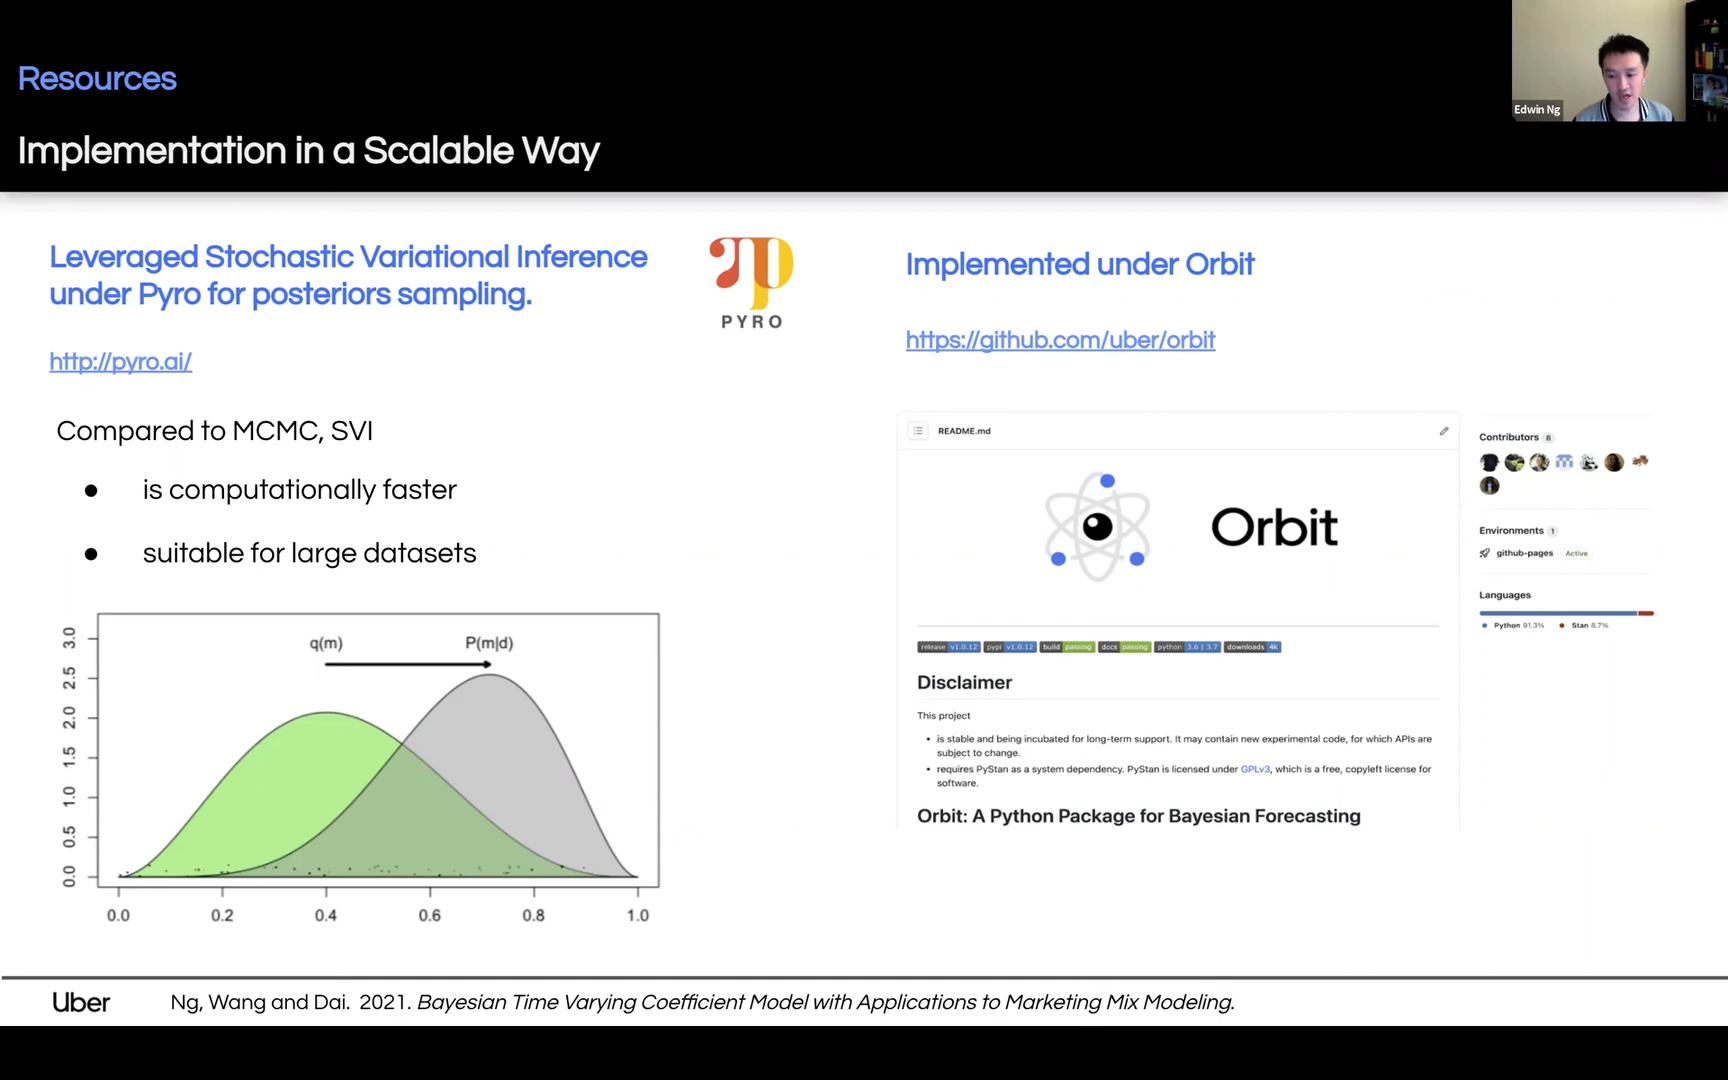 Resources
Edwin Ng
Implementation in a Scalable Way
Leveraged Stochastic Variational Inference
under Pyro for posteriors sampling.
PYRO
http://pyro.ai/
Compared to MCMC, SVI
● is computationally faster
● suitable for large datasets
q(m) P(m|d)
3.0
2.5
2.0
1.5
1.0
0.5
0.0
0.0 0.2 0.4 0.6 0.8 1.0
Implemented under Orbit
https://github.com/uber/orbit
README.md
Orbit
release v1.0.12 pypi v1.0.12 build passing docs passing python 3.6 | 3.7 downloads 4k
Disclaimer
This project
• is stable and being incubated for long-term support. It may contain new experimental code, for which APIs are
subject to change.
• requires PyStan as a system dependency. PyStan is licensed under GPLv3, which is a free, copyleft license for
software.
Orbit: A Python Package for Bayesian Forecasting
Contributors 8
Environments 1
github-pages Active
Languages
Python 91.3% Stan 8.7%
Uber Ng, Wang and Dai. 2021. Bayesian Time Varying Coefficient Model with Applications to Marketing Mix Modeling.